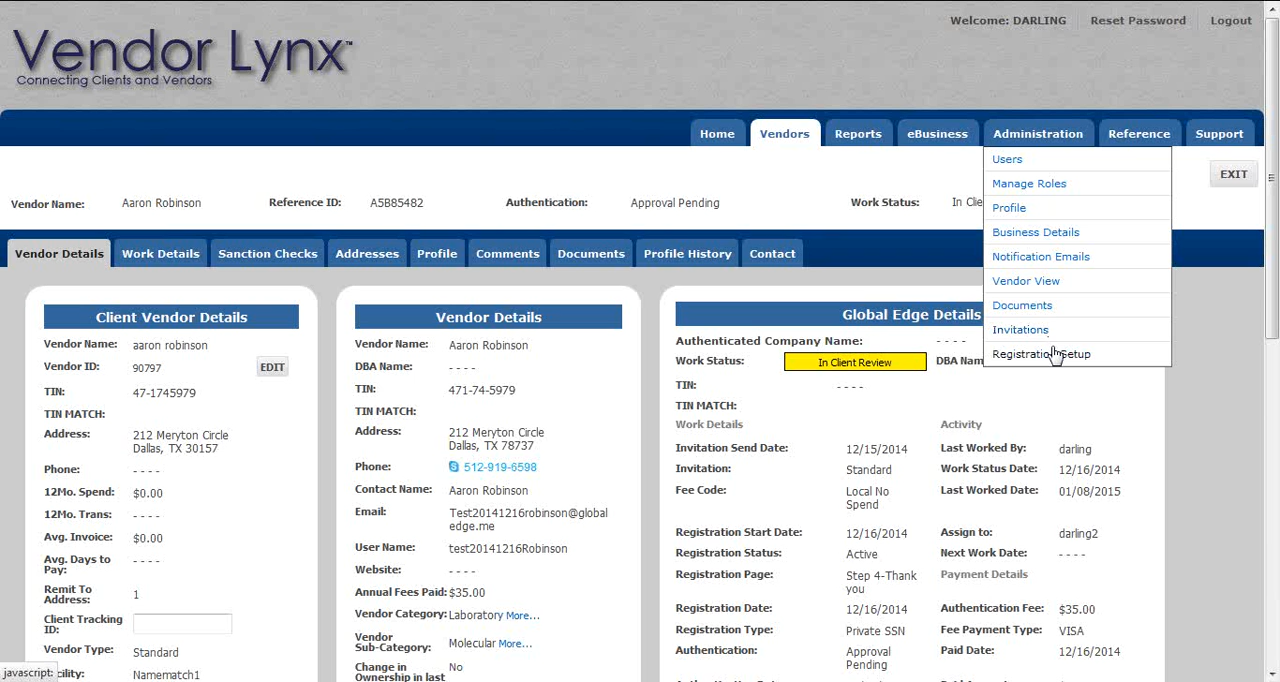 Welcome: DARLING Reset Password Logout
Vendor Lynx™
Connecting Clients and Vendors
Home Vendors Reports eBusiness Administration Reference Support
Users
Manage Roles
Profile
Business Details
Notification Emails
Vendor View
Documents
Invitations
Registration Setup
EXIT
Vendor Name: Aaron Robinson Reference ID: A5B85482 Authentication: Approval Pending Work Status: In Clie
Vendor Details Work Details Sanction Checks Addresses Profile Comments Documents Profile History Contact
Client Vendor Details
Vendor Name: aaron robinson
Vendor ID: 90797 EDIT
TIN: 47-1745979
TIN MATCH:
Address: 212 Meryton Circle
Dallas, TX 30157
Phone: - - - -
12Mo. Spend: $0.00
12Mo. Trans: - - - -
Avg. Invoice: $0.00
Avg. Days to
Pay: - - - -
Remit To
Address: 1
Client Tracking
ID:
Vendor Type: Standard
cility: Namematch1
javascript:
Vendor Details
Vendor Name: Aaron Robinson
DBA Name: - - - -
TIN: 471-74-5979
TIN MATCH:
Address: 212 Meryton Circle
Dallas, TX 78737
Phone: 512-919-6598
Contact Name: Aaron Robinson
Email: Test20141216robinson@global
edge.me
User Name: test20141216Robinson
Website: - - - -
Annual Fees Paid: $35.00
Vendor Category: Laboratory More...
Vendor
Sub-Category: Molecular More...
Change in
Ownership in last No
Global Edge Details
Authenticated Company Name: - - - -
Work Status: In Client Review DBA Nam
TIN: - - - -
TIN MATCH:
Work Details
Invitation Send Date: 12/15/2014
Invitation: Standard
Fee Code: Local No
Spend
Registration Start Date: 12/16/2014
Registration Status: Active
Registration Page: Step 4-Thank
you
Registration Date: 12/16/2014
Registration Type: Private SSN
Authentication: Approval
Pending
Activity
Last Worked By: darling
Work Status Date: 12/16/2014
Last Worked Date: 01/08/2015
Assign to: darling2
Next Work Date: - - - -
Payment Details
Authentication Fee: $35.00
Fee Payment Type: VISA
Paid Date: 12/16/2014